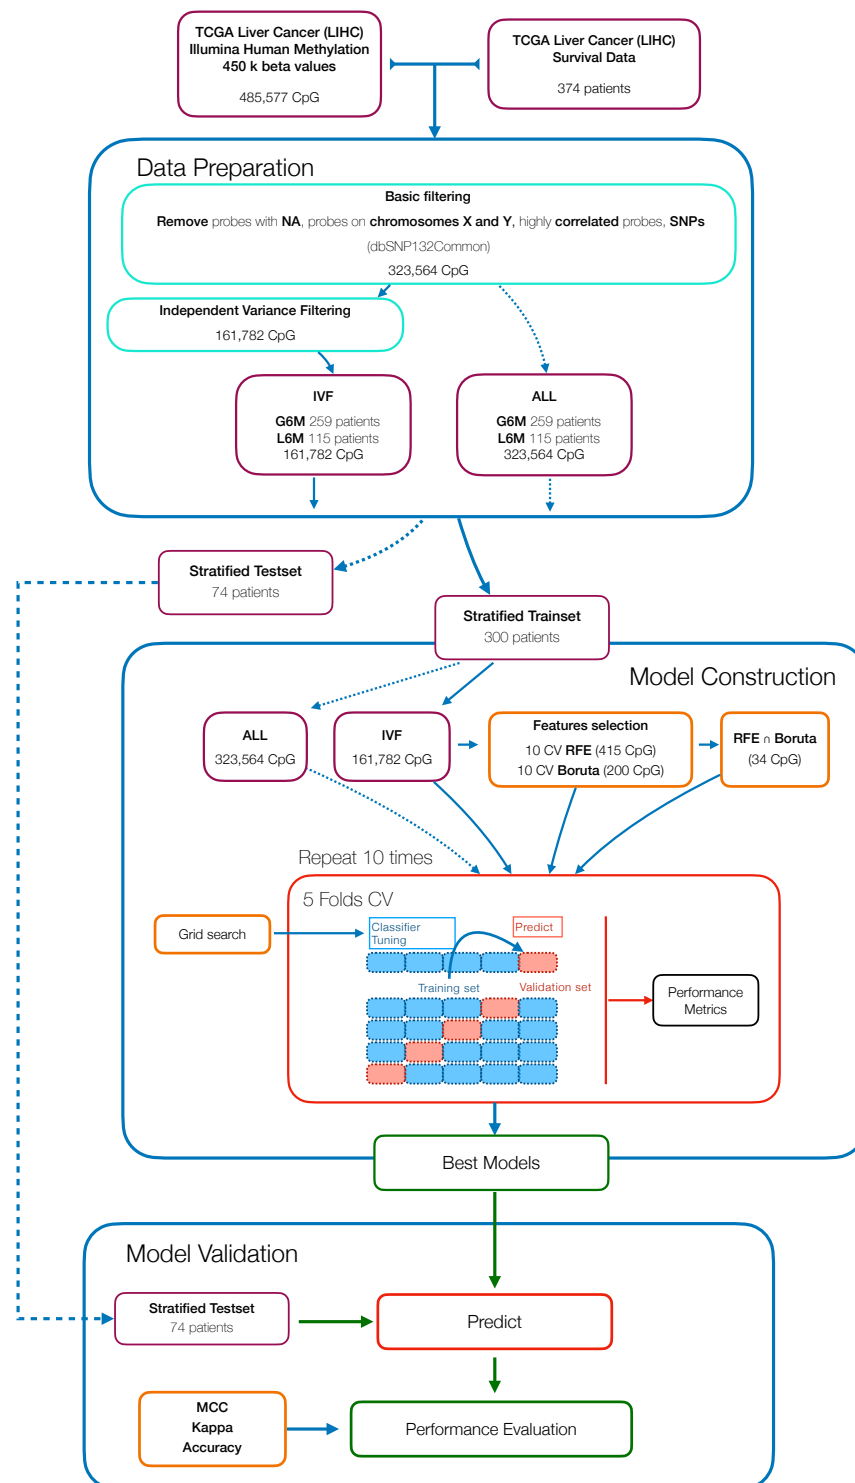 TCGA Liver Cancer (LIHC)
Illumina Human Methylation
450 k beta values
485,577 CpG
TCGA Liver Cancer (LIHC)
Survival Data
374 patients
Data Preparation
Basic filtering
Remove probes with NA, probes on chromosomes X and Y, highly correlated probes, SNPs
(dbSNP132Common)
323,564 CpG
Independent Variance Filtering
161,782 CpG
IVF
G6M 259 patients
L6M 115 patients
161,782 CpG
ALL
G6M 259 patients
L6M 115 patients
323,564 CpG
Stratified Testset
74 patients
Stratified Trainset
300 patients
Model Construction
ALL
323,564 CpG
IVF
161,782 CpG
Features selection
10 CV RFE (415 CpG)
10 CV Boruta (200 CpG)
RFE ∩ Boruta
(34 CpG)
Repeat 10 times
5 Folds CV
Grid search
Classifier
Tuning
Predict
Training set
Validation set
Performance
Metrics
Best Models
Model Validation
Stratified Testset
74 patients
Predict
MCC
Kappa
Accuracy
Performance Evaluation